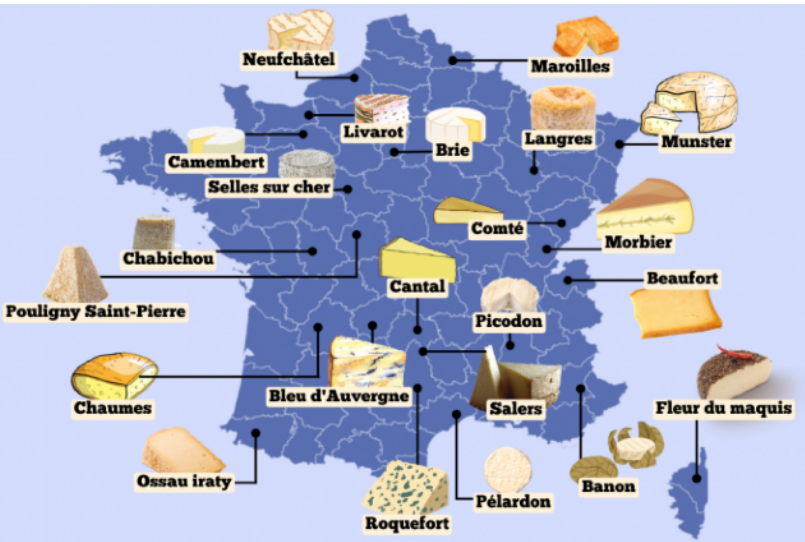 Neufchâtel
Maroilles
Livarot
Langres
Munster
Brie
Camembert
Selles sur cher
Comté
Morbier
Chabichou
Beaufort
Cantal
Pouligny Saint-Pierre
Picodon
Bleu d'Auvergne
Chaumes
Salers
Fleur du maquis
Ossau iraty
Banon
Pélardon
Roquefort